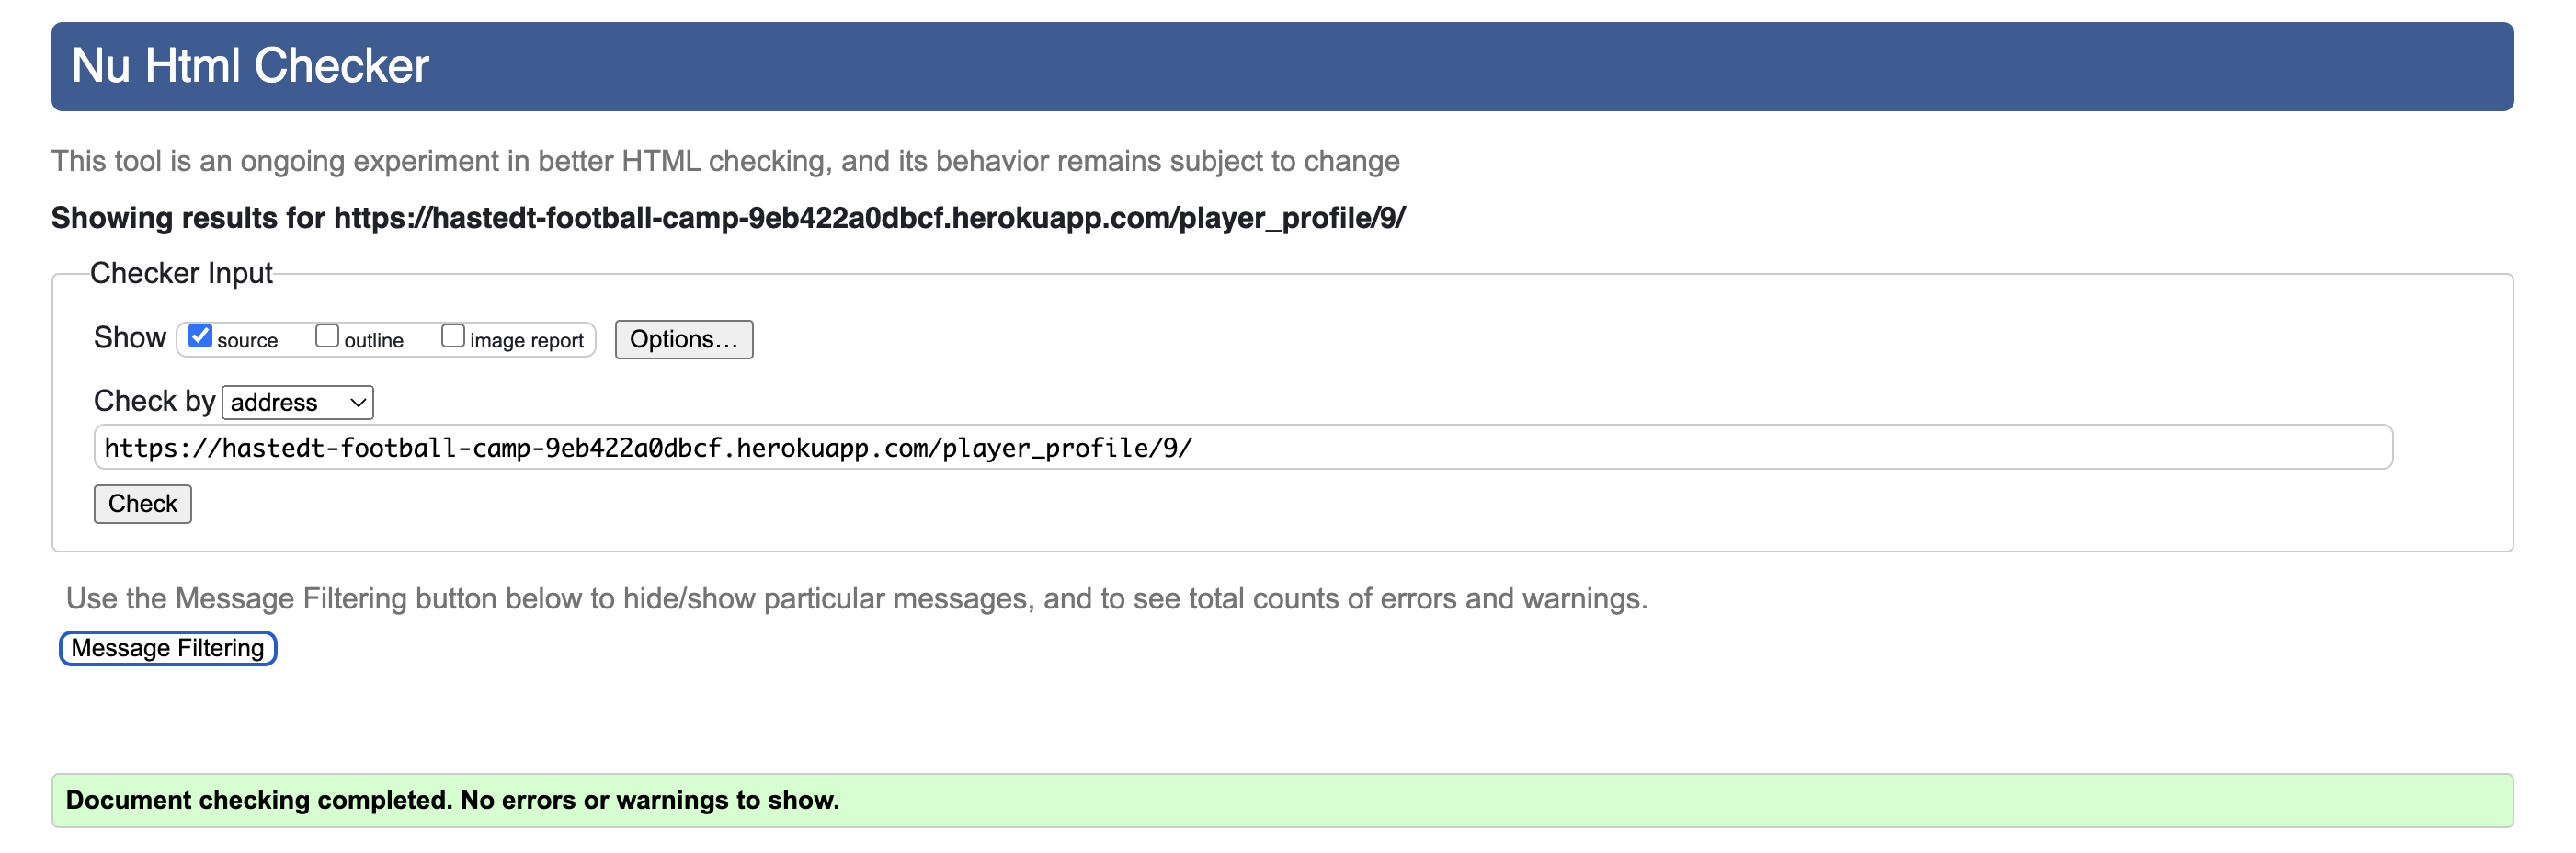 Nu Html Checker
This tool is an ongoing experiment in better HTML checking, and its behavior remains subject to change
Showing results for https://hastedt-football-camp-9eb422a0dbcf.herokuapp.com/player_profile/9/
Checker Input
Show source outline image report Options...
Check by address
https://hastedt-football-camp-9eb422a0dbcf.herokuapp.com/player_profile/9/
Check
Use the Message Filtering button below to hide/show particular messages, and to see total counts of errors and warnings.
Message Filtering
Document checking completed. No errors or warnings to show.